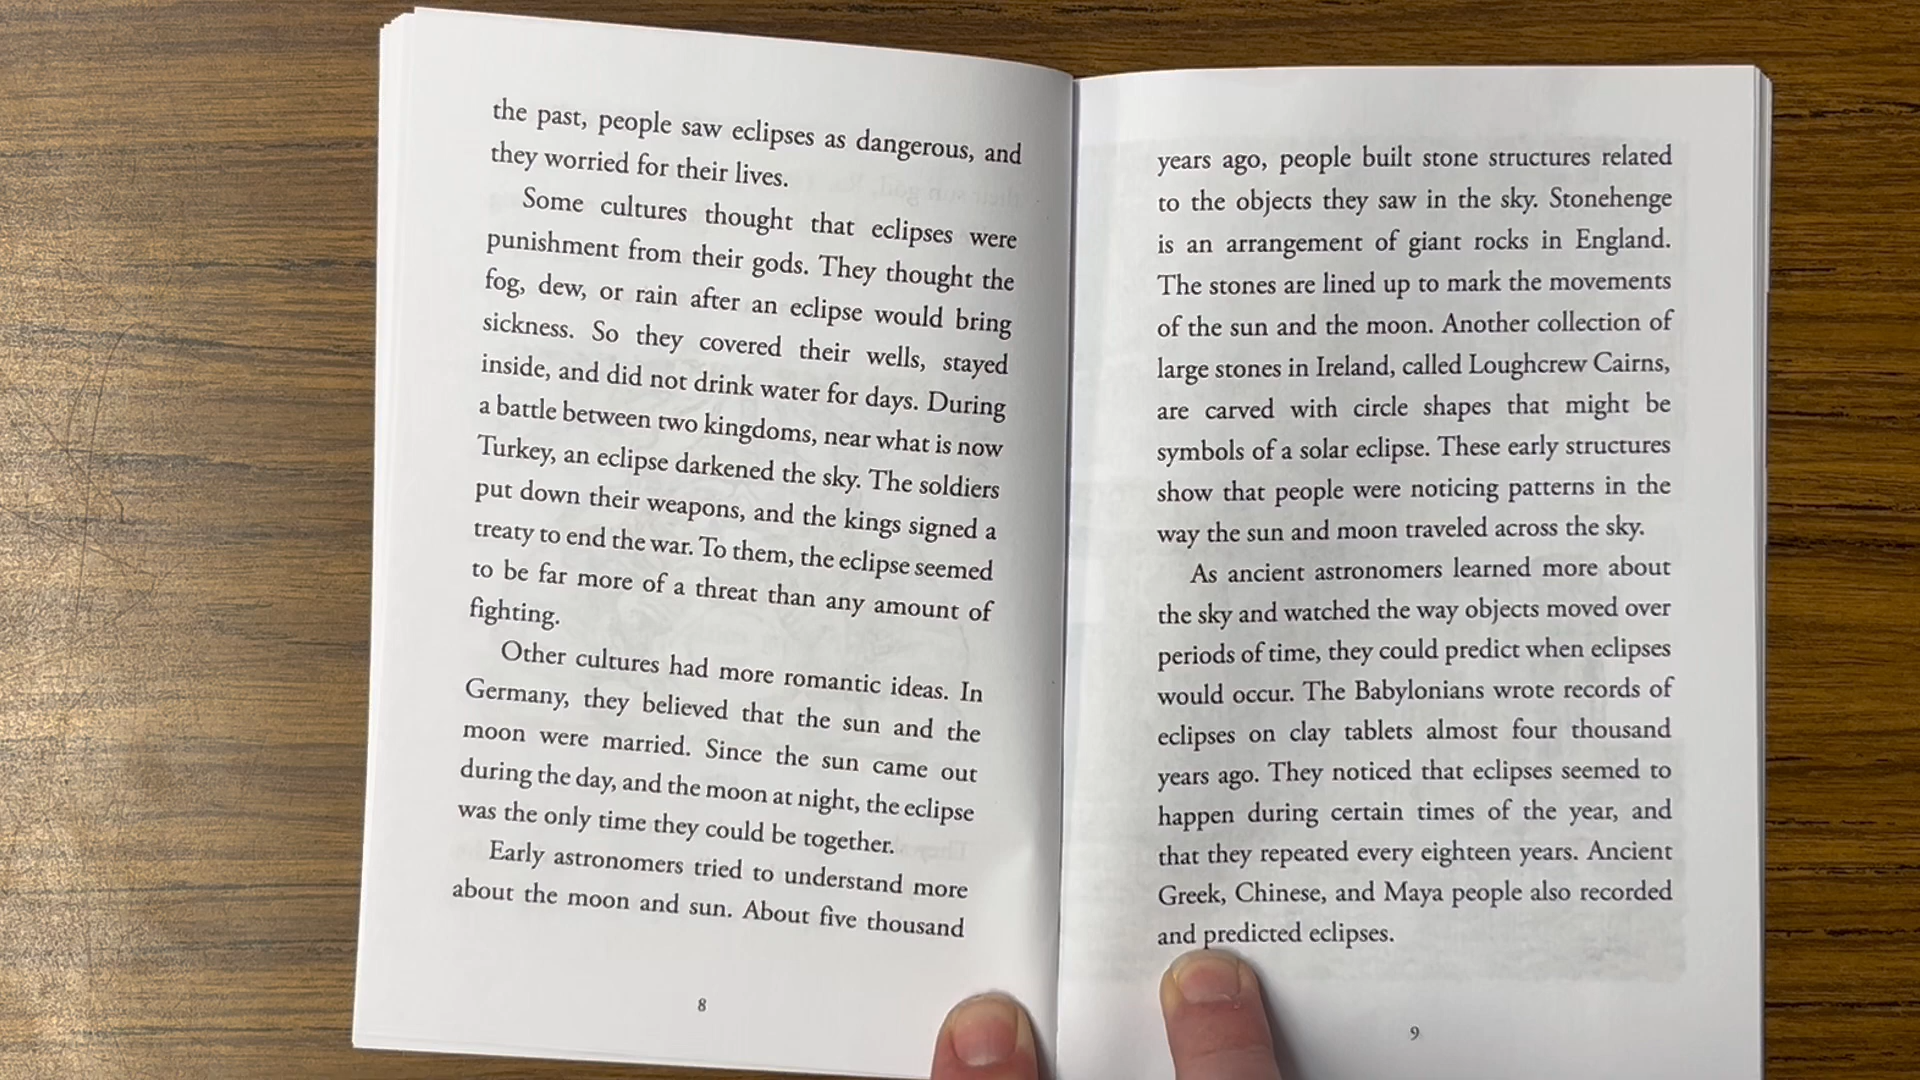 the past, people saw eclipses as dangerous, and
they worried for their lives.
Some cultures thought that eclipses were
punishment from their gods. They thought the
fog, dew, or rain after an eclipse would bring
sickness. So they covered their wells, stayed
inside, and did not drink water for days. During
a battle between two kingdoms, near what is now
Turkey, an eclipse darkened the sky. The soldiers
put down their weapons, and the kings signed a
treaty to end the war. To them, the eclipse seemed
to be far more of a threat than any amount of
fighting.
Other cultures had more romantic ideas. In
Germany, they believed that the sun and the
moon were married. Since the sun came out
during the day, and the moon at night, the eclipse
was the only time they could be together.
Early astronomers tried to understand more
about the moon and sun. About five thousand
8
years ago, people built stone structures related
to the objects they saw in the sky. Stonehenge
is an arrangement of giant rocks in England.
The stones are lined up to mark the movements
of the sun and the moon. Another collection of
large stones in Ireland, called Loughcrew Cairns,
are carved with circle shapes that might be
symbols of a solar eclipse. These early structures
show that people were noticing patterns in the
way the sun and moon traveled across the sky.
As ancient astronomers learned more about
the sky and watched the way objects moved over
periods of time, they could predict when eclipses
would occur. The Babylonians wrote records of
eclipses on clay tablets almost four thousand
years ago. They noticed that eclipses seemed to
happen during certain times of the year, and
that they repeated every eighteen years. Ancient
Greek, Chinese, and Maya people also recorded
and predicted eclipses.
9